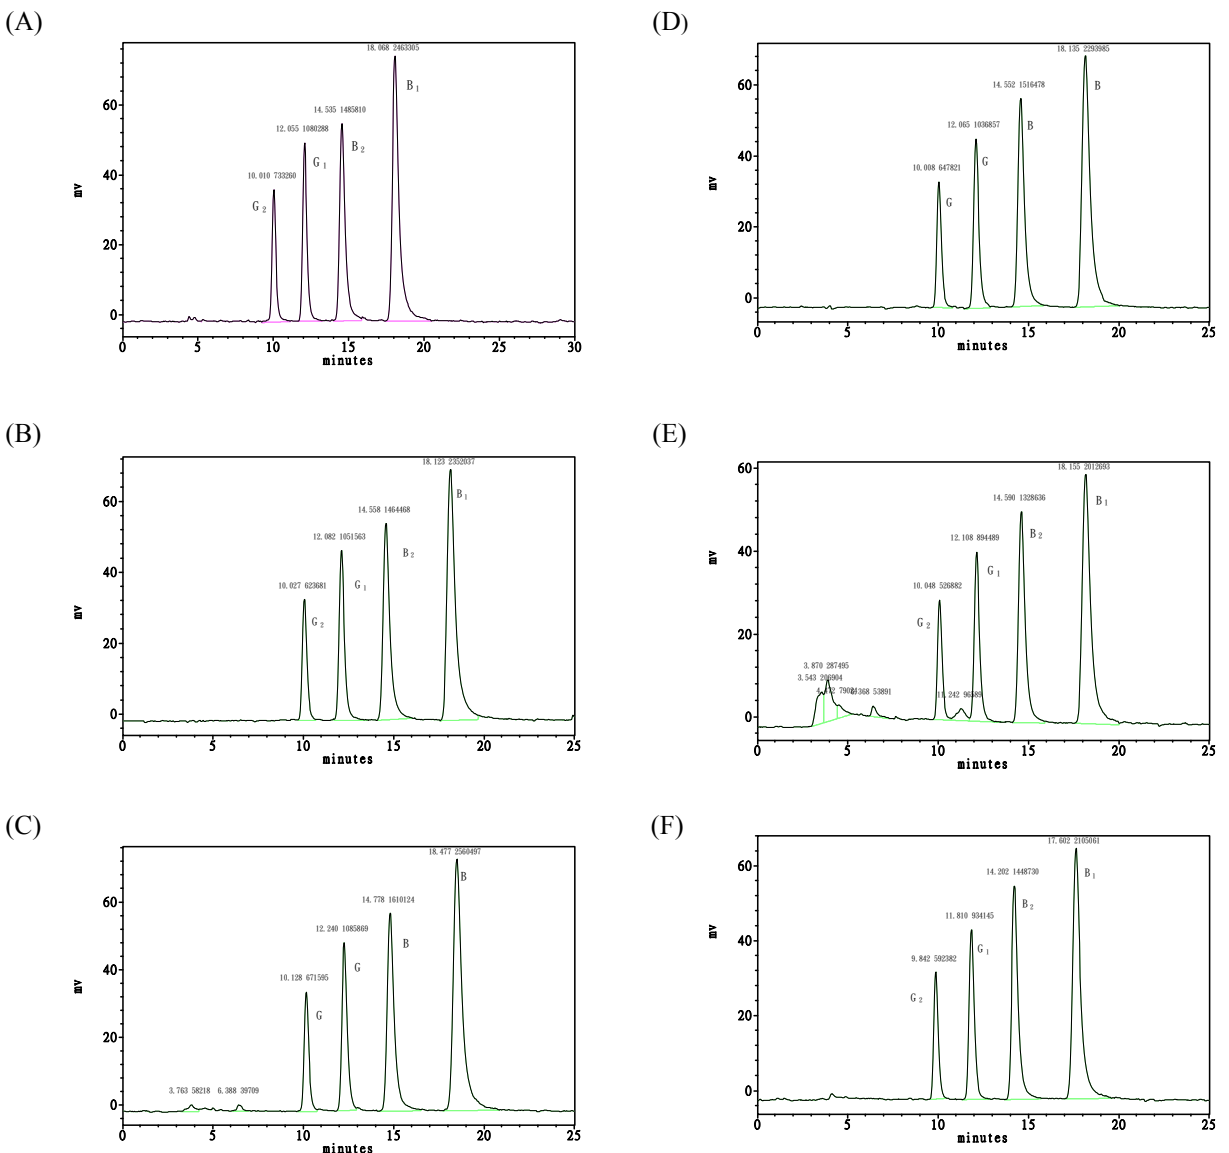 (A)
18.068 2463305
B1
14.535 1485810
B2
12.055 1080288
G1
10.010 733260
G2
60
40
20
0
mv
0 5 10 15 20 25 30
minutes
(D)
18.135 2293985
B
14.552 1516478
B
12.065 1036857
G
10.008 647821
G
60
40
20
0
mv
0 5 10 15 20 25
minutes
(B)
18.123 2352037
B1
14.558 1464468
B2
12.082 1051563
G1
10.027 623681
G2
60
40
20
0
mv
0 5 10 15 20 25
minutes
(E)
18.155 2012693
B1
14.590 1328636
B2
12.108 894489
G1
10.048 526882
G2
3.870 287495
3.543 206904
60
40
20
0
mv
0 5 10 15 20 25
minutes
(C)
18.477 2560497
B
14.778 1610124
B
12.240 1085869
G
10.128 671595
G
3.763 58218 6.388 39709
60
40
20
0
mv
0 5 10 15 20 25
minutes
(F)
17.602 2105061
B1
14.202 1448730
B2
11.810 934145
G1
9.842 592382
G2
60
40
20
0
mv
0 5 10 15 20 25
minutes